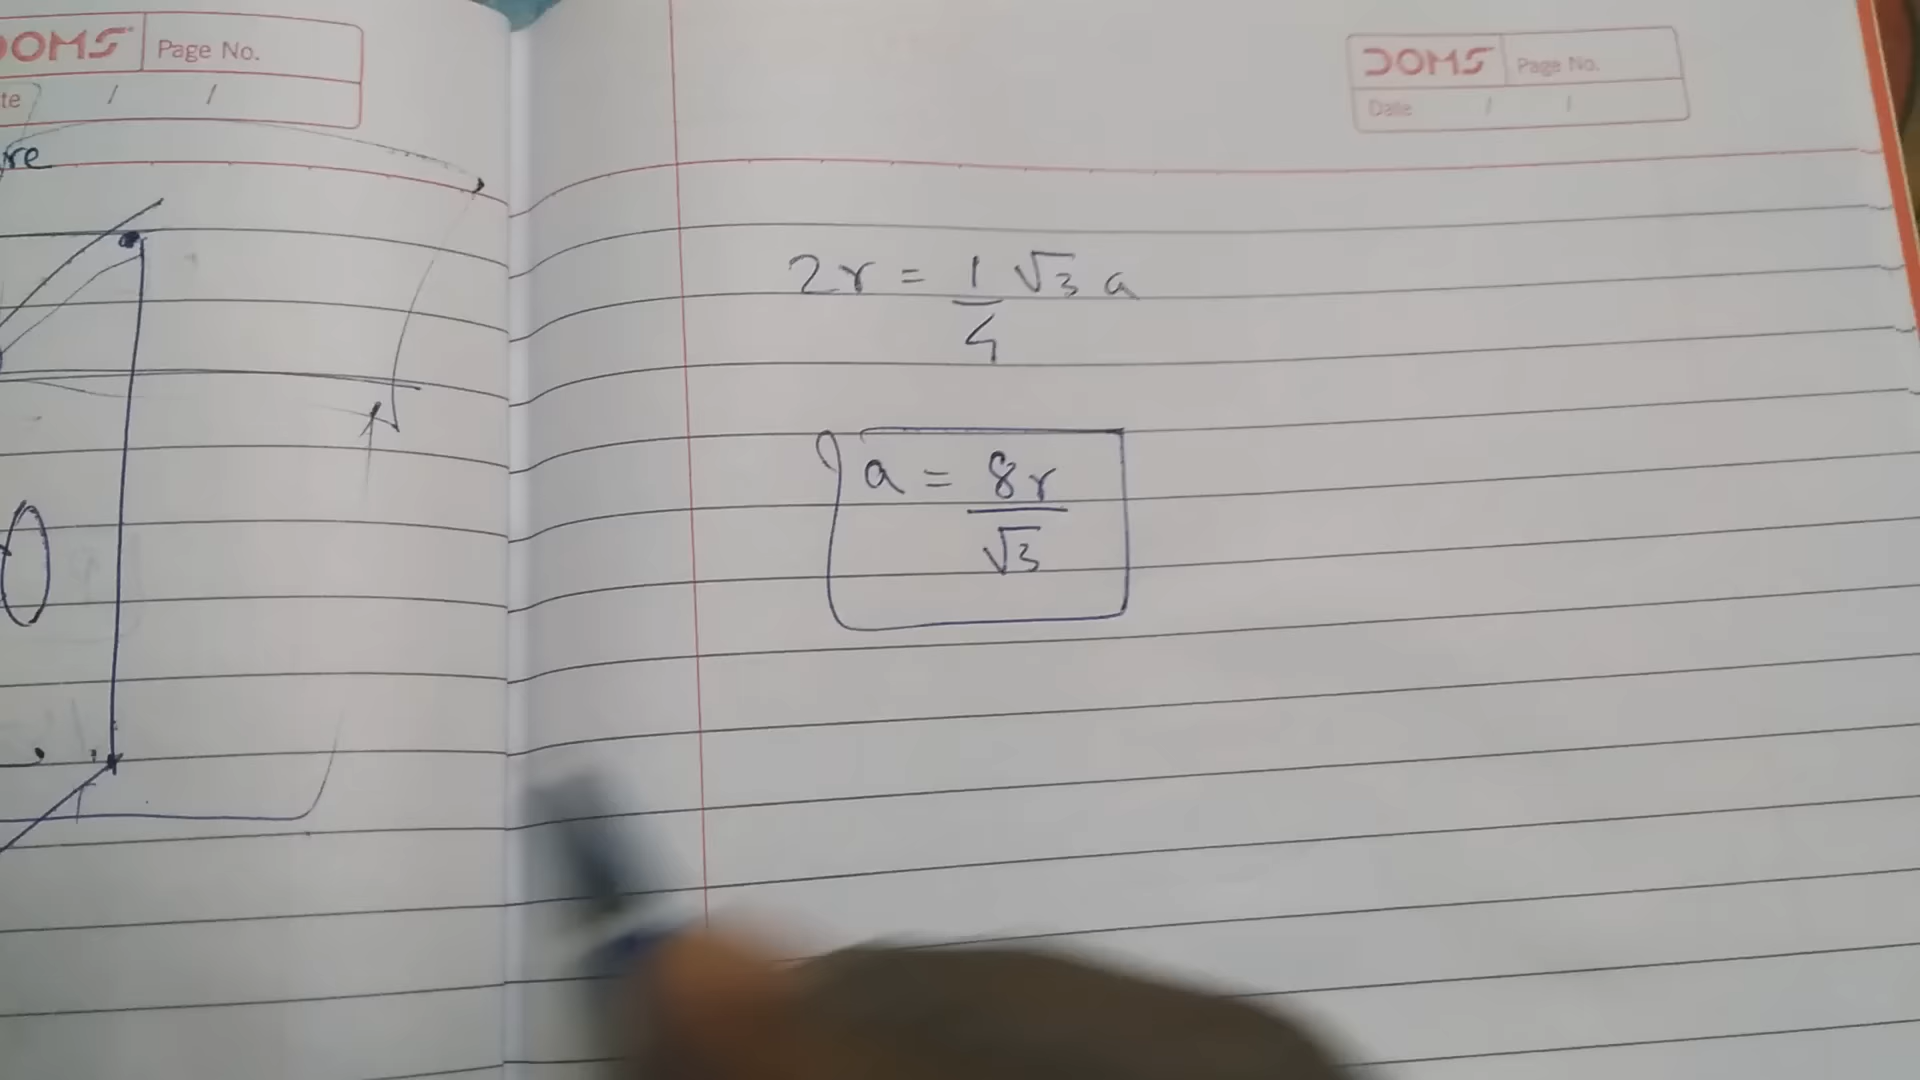 DOMS Page No.
te / /
re
DOMS Page No.
Date / /
2r = 1/4 √3 a
a = 8r/√3